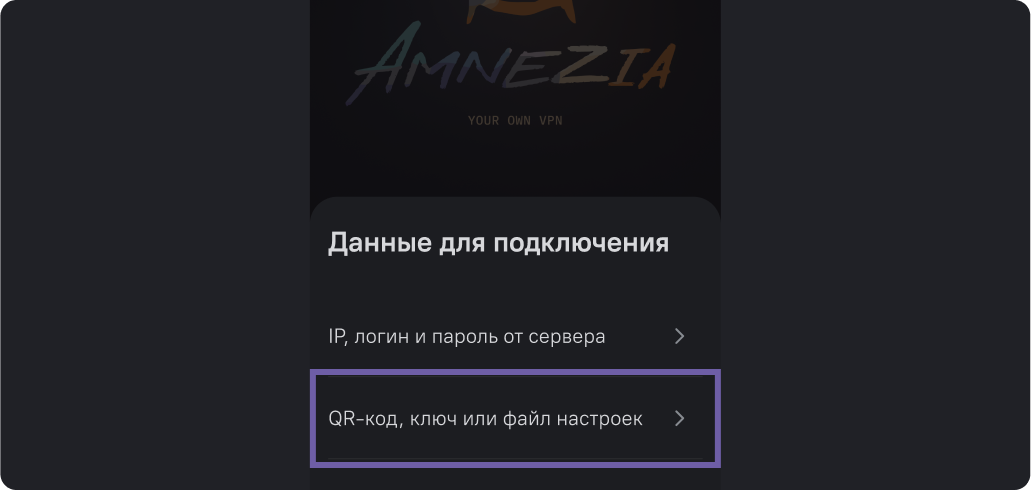 AMNEZIA
YOUR OWN VPN
Данные для подключения
IP, логин и пароль от сервера
QR-код, ключ или файл настроек